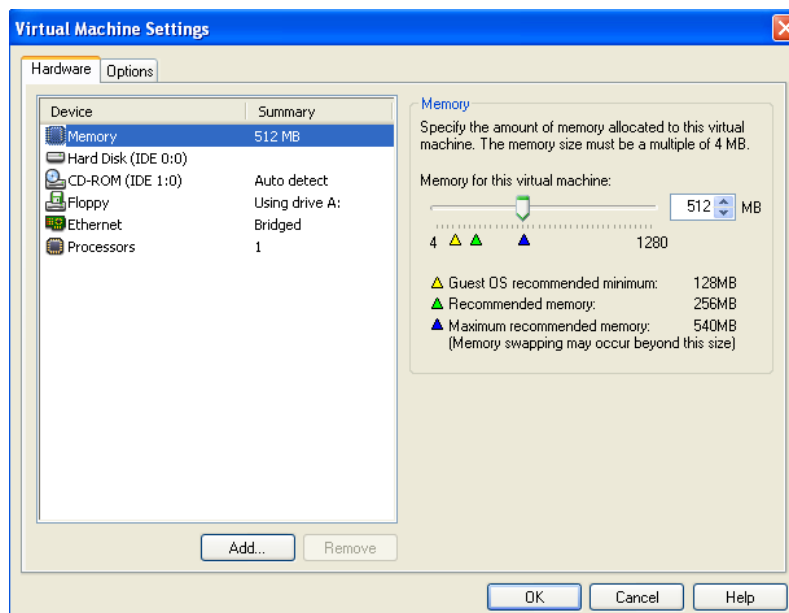 Virtual Machine Settings
Hardware Options
Device Summary
Memory 512 MB
Hard Disk (IDE 0:0)
CD-ROM (IDE 1:0) Auto detect
Floppy Using drive A:
Ethernet Bridged
Processors 1
Add... Remove
Memory
Specify the amount of memory allocated to this virtual
machine. The memory size must be a multiple of 4 MB.
Memory for this virtual machine:
512 MB
4 1280
Guest OS recommended minimum: 128MB
Recommended memory: 256MB
Maximum recommended memory: 540MB
(Memory swapping may occur beyond this size)
OK Cancel Help